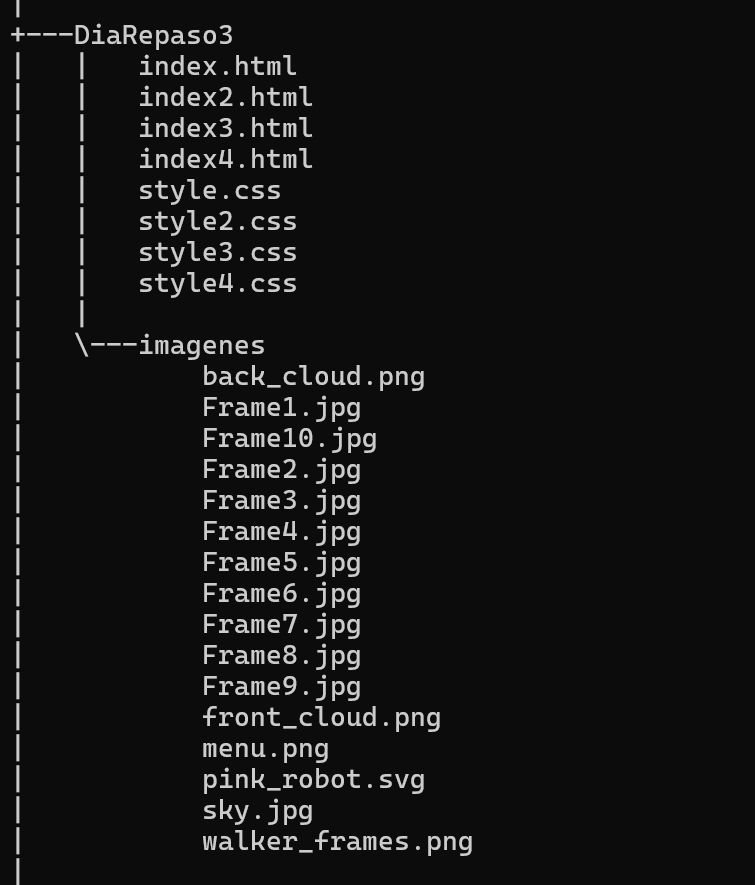 |
+---DiaRepaso3
|   |   index.html
|   |   index2.html
|   |   index3.html
|   |   index4.html
|   |   style.css
|   |   style2.css
|   |   style3.css
|   |   style4.css
|   |
|   \---imagenes
|           back_cloud.png
|           Frame1.jpg
|           Frame10.jpg
|           Frame2.jpg
|           Frame3.jpg
|           Frame4.jpg
|           Frame5.jpg
|           Frame6.jpg
|           Frame7.jpg
|           Frame8.jpg
|           Frame9.jpg
|           front_cloud.png
|           menu.png
|           pink_robot.svg
|           sky.jpg
|           walker_frames.png
|